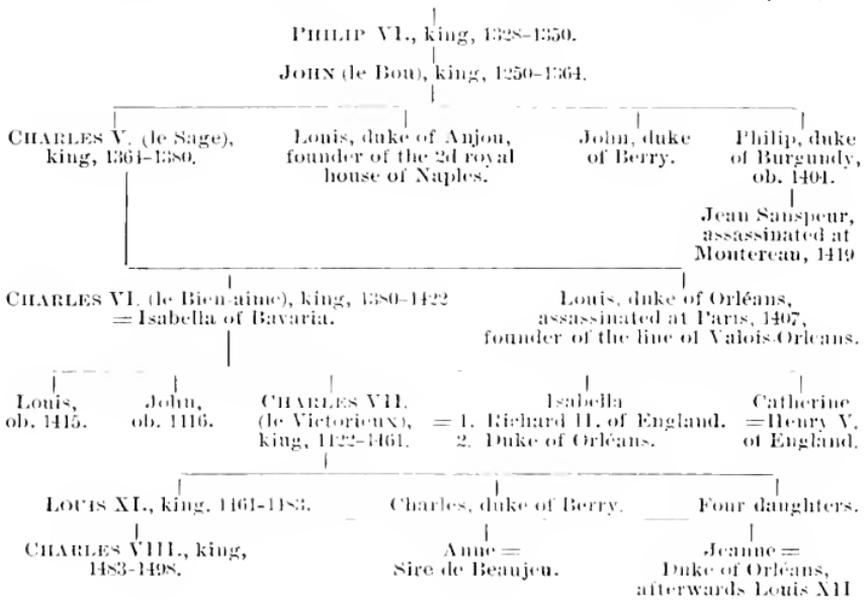 PHILIP VI., king, 1328-1350.
JOHN (le Bon), king, 1250-1364.
CHARLES V. (le Sage),
king, 1364-1380.
Louis, duke of Anjou,
founder of the 2d royal
house of Naples.
John, duke
of Berry.
Philip, duke
of Burgundy,
ob. 1404.
Jean Sanspeur,
assassinated at
Montereau, 1419
CHARLES VI. (le Bien-aimé), king, 1380-1422
= Isabella of Bavaria.
Louis, duke of Orléans,
assassinated at Paris, 1407,
founder of the line of Valois-Orleans.
Louis,
ob. 1415.
John,
ob. 1416.
CHARLES VII.
(le Victorieux),
king, 1422-1461.
Isabella
= 1. Richard II. of England.
2. Duke of Orléans.
Catherine
=Henry V.
of England.
LOUIS XI., king, 1461-1483.
Charles, duke of Berry.
Four daughters.
CHARLES VIII., king,
1483-1498.
Anne =
Sire de Beaujeu.
Jeanne =
Duke of Orléans,
afterwards Louis XII